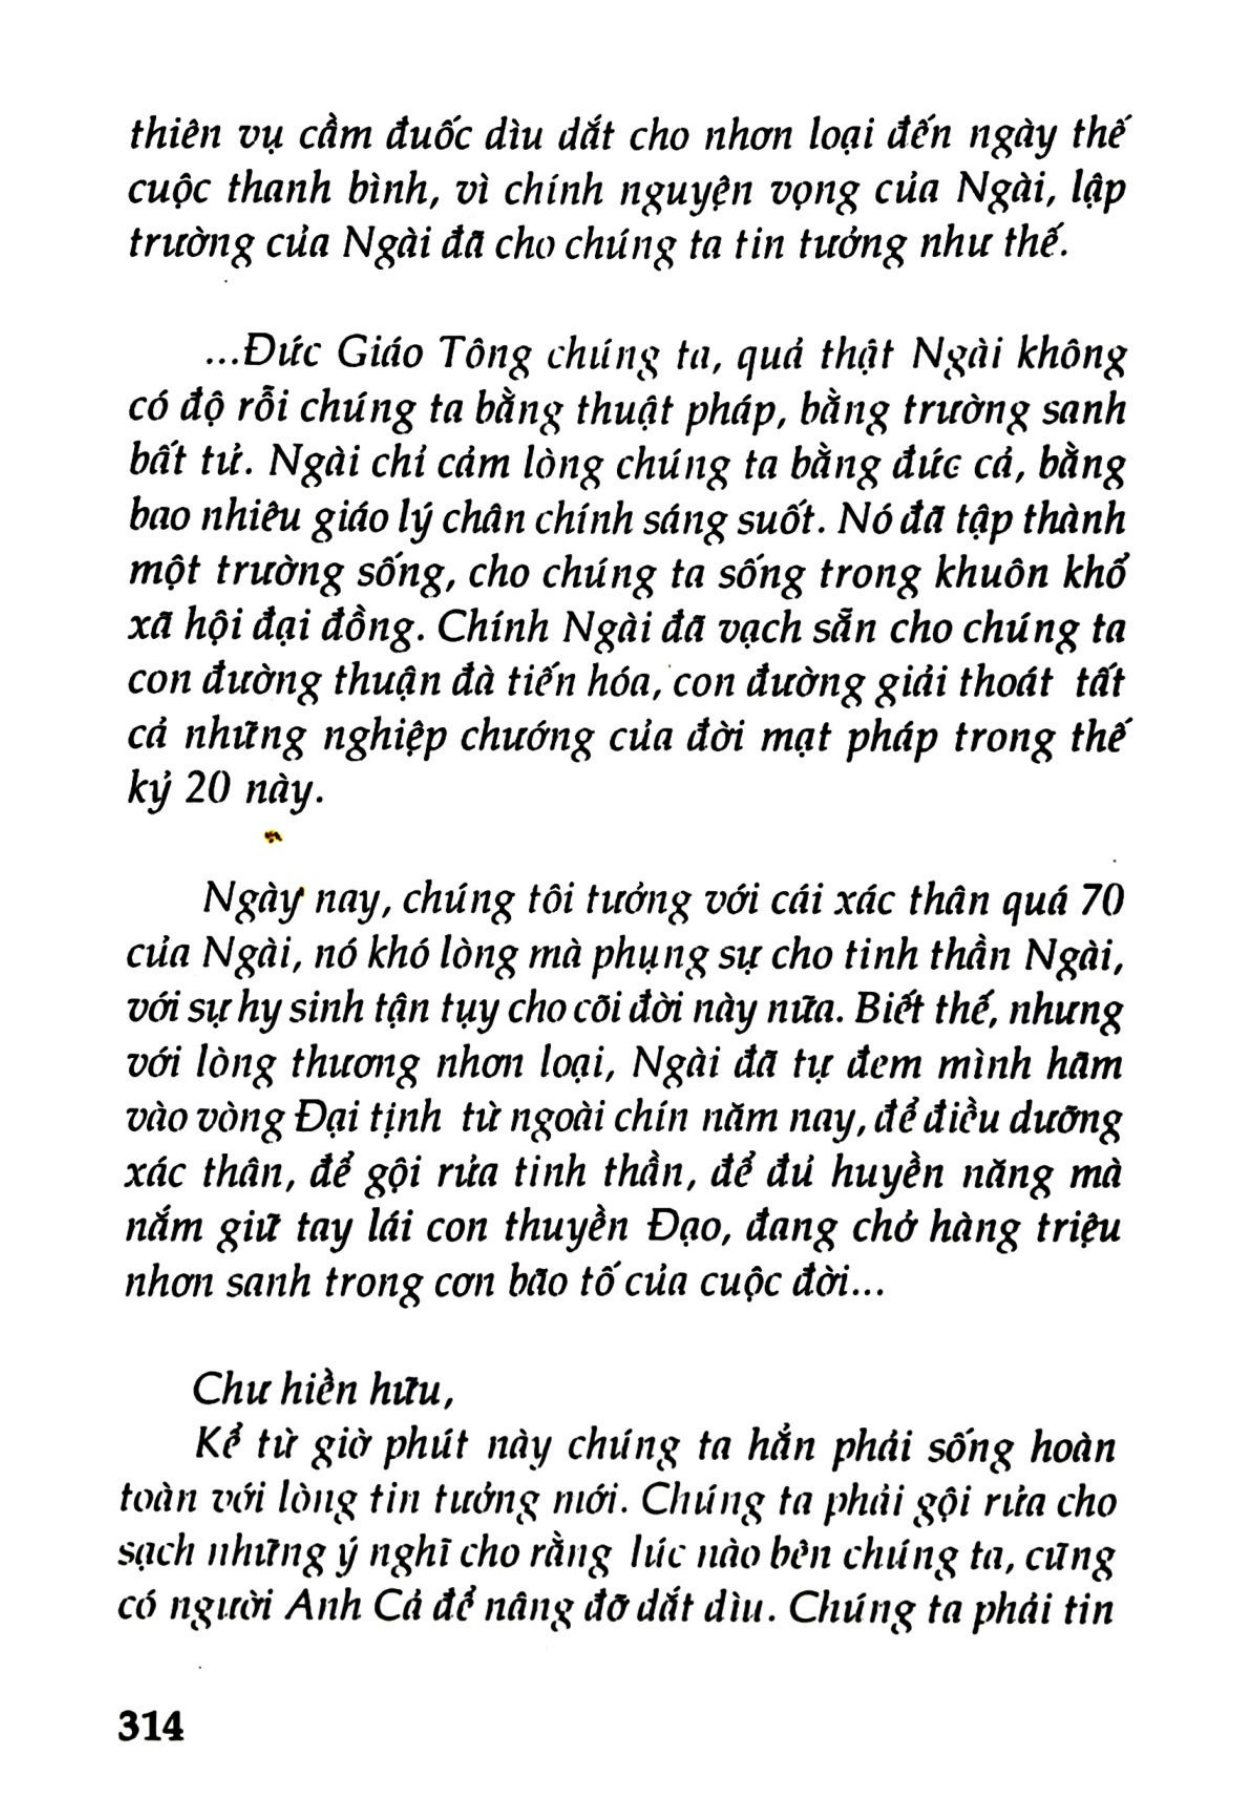 thiên vụ cầm đuốc dìu dắt cho nhơn loại đến ngày thế
cuộc thanh bình, vì chính nguyện vọng của Ngài, lập
trường của Ngài đã cho chúng ta tin tưởng như thế.
...Đức Giáo Tông chúng ta, quả thật Ngài không
có độ rỗi chúng ta bằng thuật pháp, bằng trường sanh
bất tử. Ngài chỉ cảm lòng chúng ta bằng đức cả, bằng
bao nhiêu giáo lý chân chính sáng suốt. Nó đã tập thành
một trường sống, cho chúng ta sống trong khuôn khổ
xã hội đại đồng. Chính Ngài đã vạch sẵn cho chúng ta
con đường thuận đà tiến hóa, con đường giải thoát tất
cả những nghiệp chướng của đời mạt pháp trong thế
kỷ 20 này.
Ngày nay, chúng tôi tưởng với cái xác thân quá 70
của Ngài, nó khó lòng mà phụng sự cho tinh thần Ngài,
với sự hy sinh tận tụy cho cõi đời này nữa. Biết thế, nhưng
với lòng thương nhơn loại, Ngài đã tự đem mình hãm
vào vòng Đại tịnh từ ngoài chín năm nay, để điều dưỡng
xác thân, để gội rửa tinh thần, để đủ huyền năng mà
nắm giữ tay lái con thuyền Đạo, đang chở hàng triệu
nhơn sanh trong cơn bão tố của cuộc đời...
Chư hiền hữu,
Kể từ giờ phút này chúng ta hẳn phải sống hoàn
toàn với lòng tin tưởng mới. Chúng ta phải gội rửa cho
sạch những ý nghĩ cho rằng lúc nào bên chúng ta, cũng
có người Anh Cả để nâng đỡ dắt dìu. Chúng ta phải tin
314